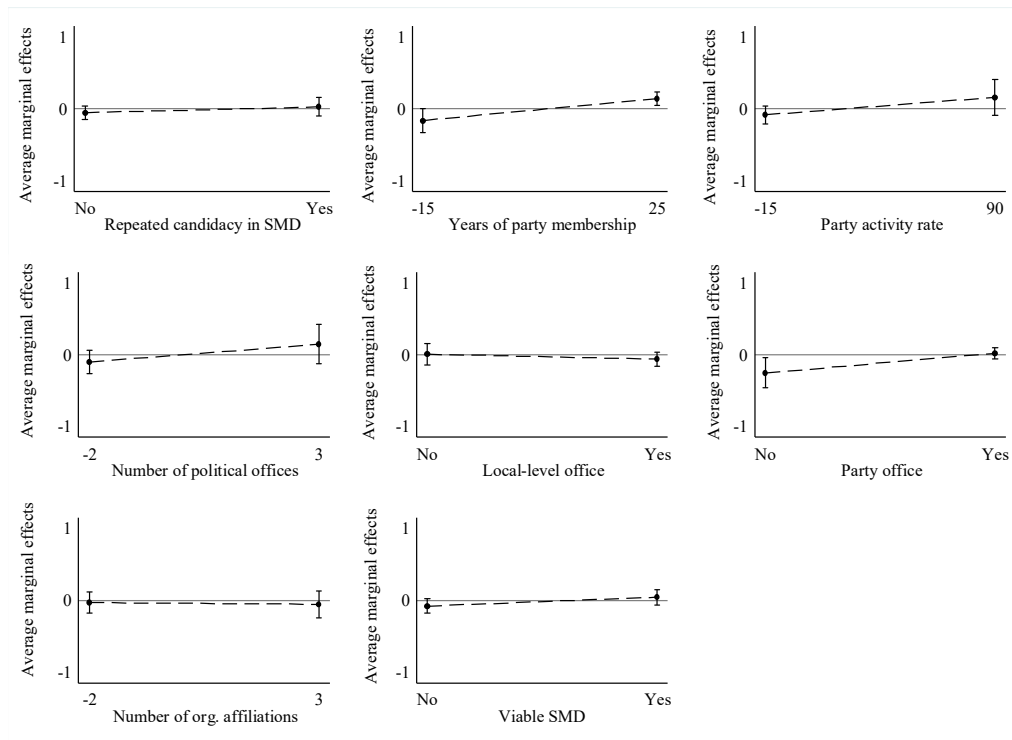 Average marginal effects
1
0
-1
No Yes
Repeated candidacy in SMD
Average marginal effects
1
0
-1
-15 25
Years of party membership
Average marginal effects
1
0
-1
-15 90
Party activity rate
Average marginal effects
1
0
-1
-2 3
Number of political offices
Average marginal effects
1
0
-1
No Yes
Local-level office
Average marginal effects
1
0
-1
No Yes
Party office
Average marginal effects
1
0
-1
-2 3
Number of org. affiliations
Average marginal effects
1
0
-1
No Yes
Viable SMD